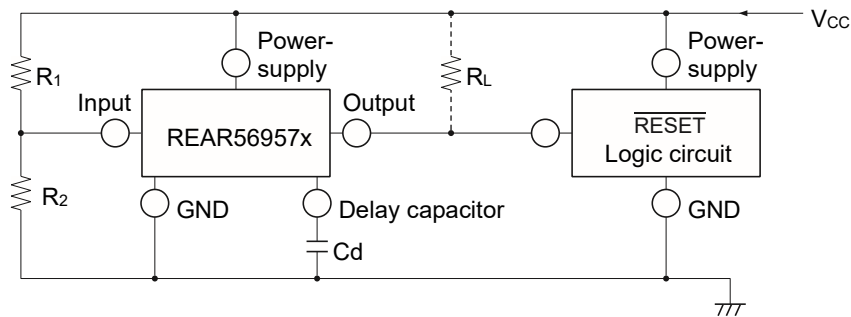 VCC
Power-
supply
Power-
supply
R1
RL
Input
Output
REAR56957x
RESET
Logic circuit
R2
GND
Delay capacitor
GND
Cd